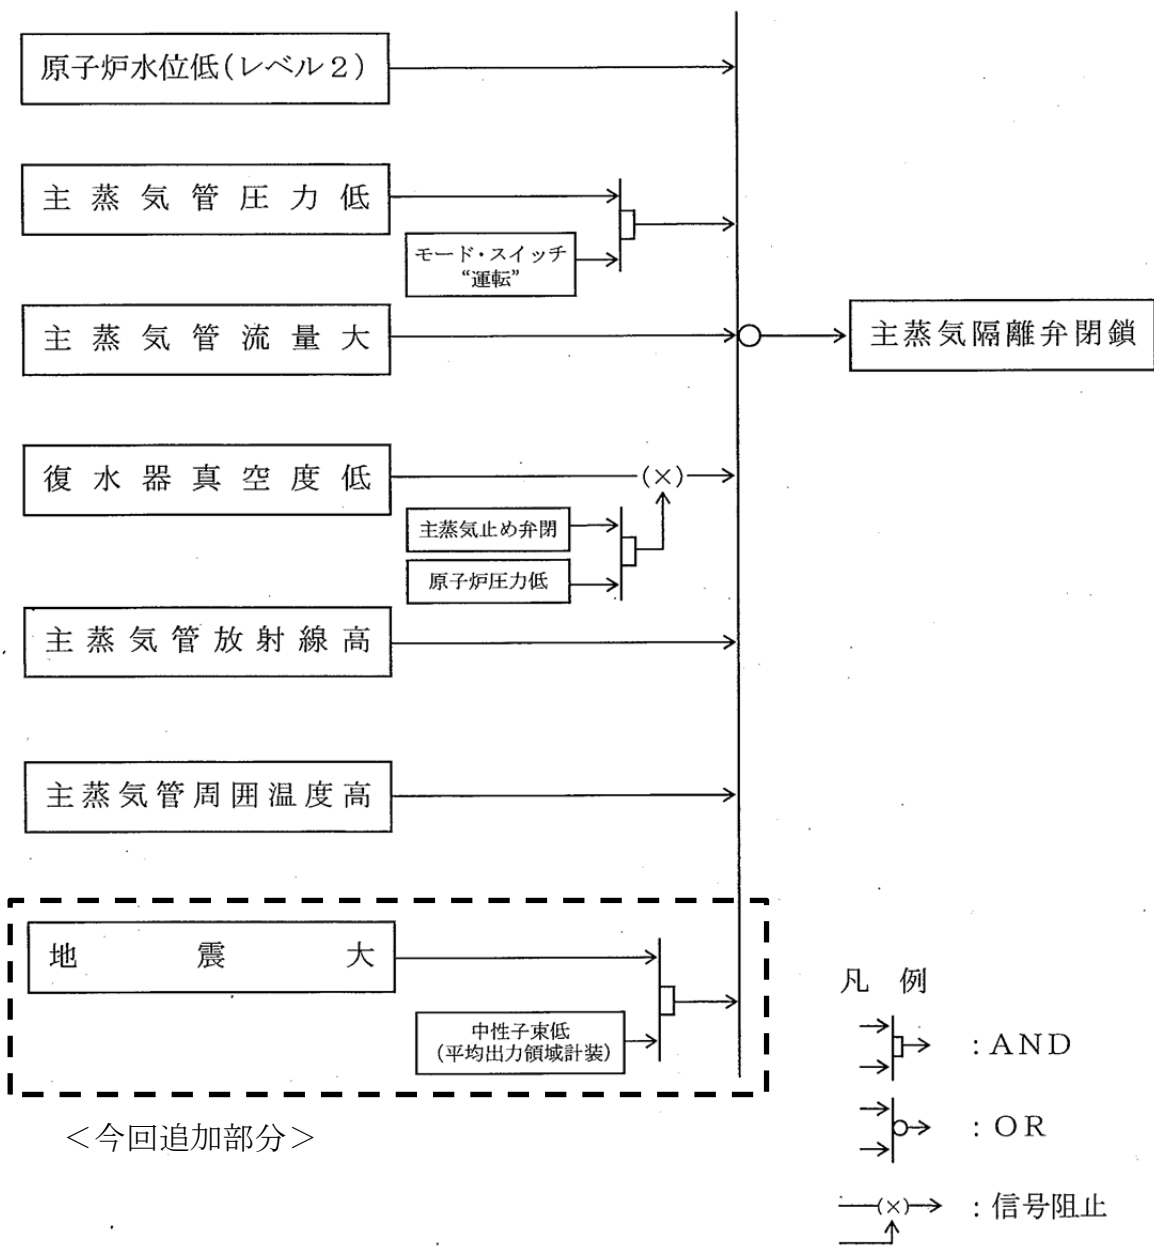 原子炉水位低(レベル２)
主蒸気管圧力低
モード・スイッチ
“運転”
主蒸気管流量大
主蒸気隔離弁閉鎖
復水器真空度低
(×)
主蒸気止め弁閉
原子炉圧力低
主蒸気管放射線高
主蒸気管周囲温度高
地震大
中性子束低
(平均出力領域計装)
＜今回追加部分＞
凡例
：AND
：OR
(×)
：信号阻止